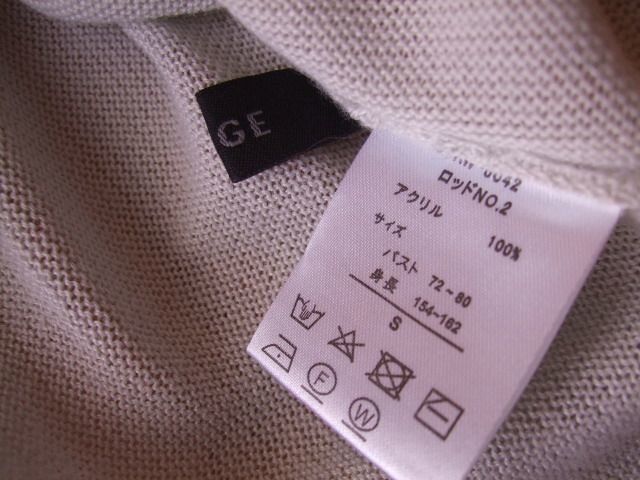 GE
0042
ロッドNO.2
アクリル 100%
サイズ
バスト 72~80
身長 154~162
S
F
W